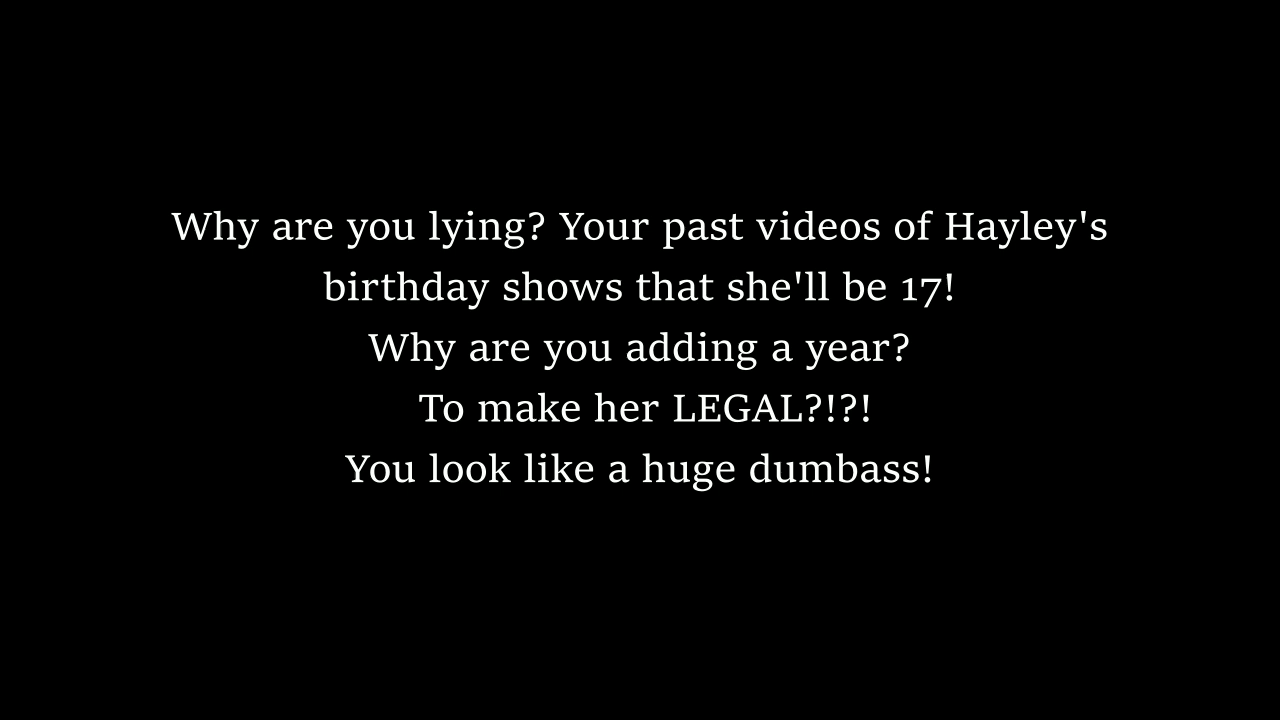 Why are you lying? Your past videos of Hayley's
birthday shows that she'll be 17!
Why are you adding a year?
To make her LEGAL?!?!
You look like a huge dumbass!